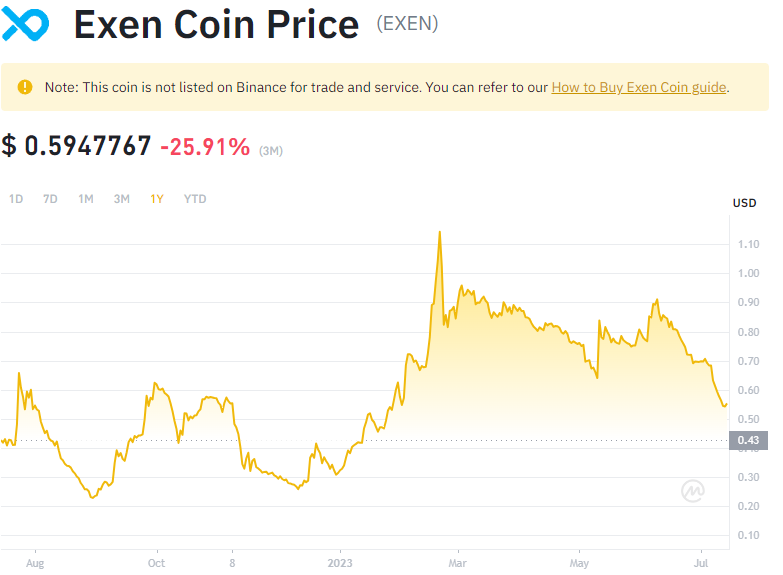 Exen Coin Price (EXEN)
Note: This coin is not listed on Binance for trade and service. You can refer to our How to Buy Exen Coin guide.
$ 0.5947767 -25.91% (3M)
1D 7D 1M 3M 1Y YTD
USD
1.10
1.00
0.90
0.80
0.70
0.60
0.50
0.43
0.30
0.20
0.10
Aug Oct 8 2023 Mar May Jul